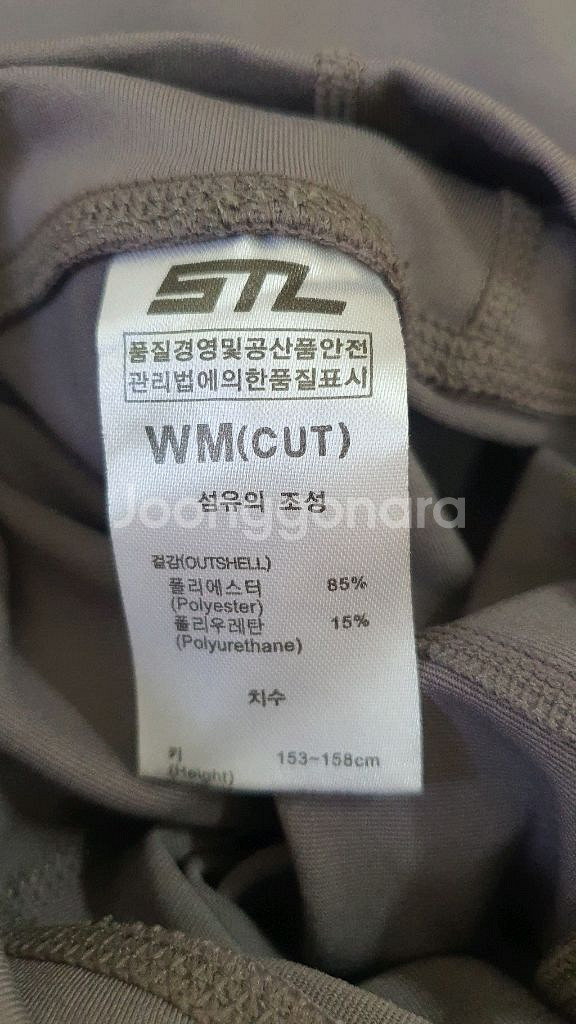 STL
품질경영및공산품안전
관리법에의한품질표시
WM(CUT)
섬유의 조성
Joonggonara
겉감(OUTSHELL)
폴리에스터 85%
(Polyester)
폴리우레탄 15%
(Polyurethane)
치수
키 153~158cm
(Height)